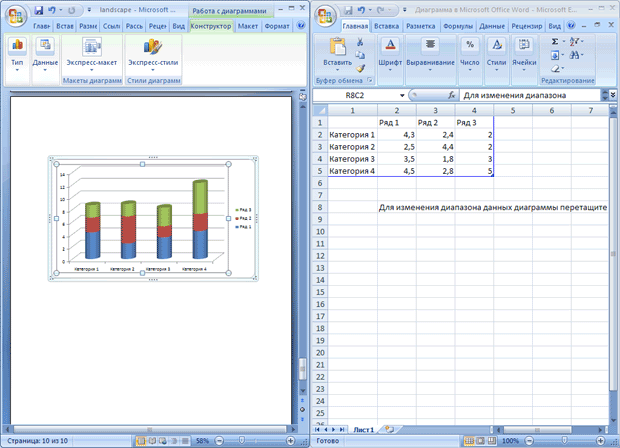 landscape - Microsoft ...
Работа с диаграммами
Главн
Встав
Разм
Ссыл
Рассы
Рецен
Вид
Конструктор
Макет
Формат
Тип
Данные
Экспресс-макет
Экспресс-стили
Макеты диаграмм
Стили диаграмм
14
12
10
8
6
4
2
0
Категория 1 Категория 2 Категория 3 Категория 4
Ряд 3
Ряд 2
Ряд 1
Страница: 10 из 10
58%
Диаграмма в Microsoft Office Word - Microsoft E...
Главная
Вставка
Разметка
Формулы
Данные
Рецензир
Вид
Вставить
Шрифт
Выравнивание
Число
Стили
Ячейки
Буфер обмена
Редактирование
R8C2
Для изменения диапазона
1 2 3 4 5 6 7
1 Ряд 1 Ряд 2 Ряд 3
2 Категория 1 4,3 2,4 2
3 Категория 2 2,5 4,4 2
4 Категория 3 3,5 1,8 3
5 Категория 4 4,5 2,8 5
6
7
8 Для изменения диапазона данных диаграммы перетащите
9
10
11
12
13
14
15
16
17
18
19
20
21
22
23
24
25
Лист1
Готово
100%